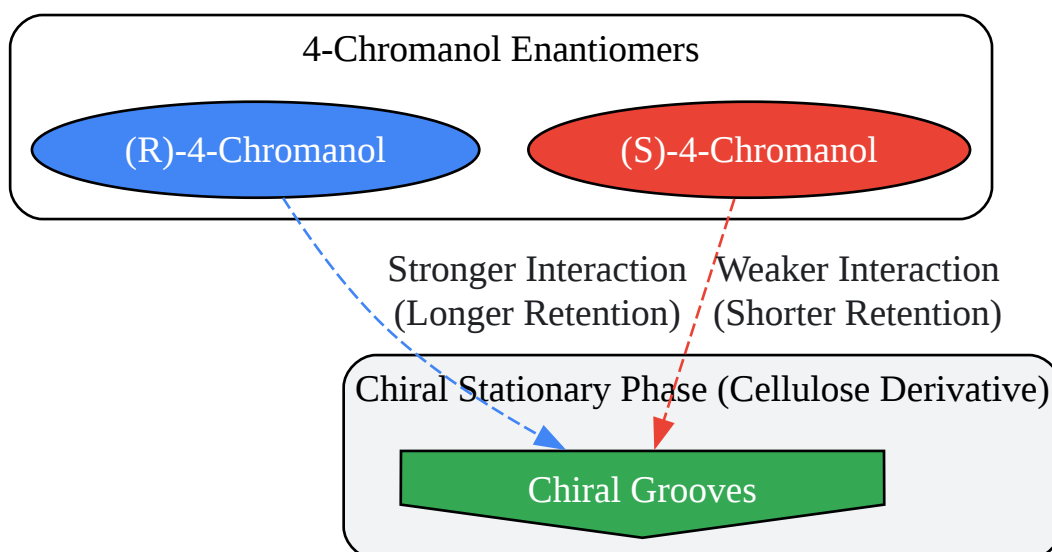 4-Chromanol Enantiomers
(R)-4-Chromanol
(S)-4-Chromanol
Stronger Interaction
(Longer Retention)
Weaker Interaction
(Shorter Retention)
Chiral Stationary Phase (Cellulose Derivative)
Chiral Grooves